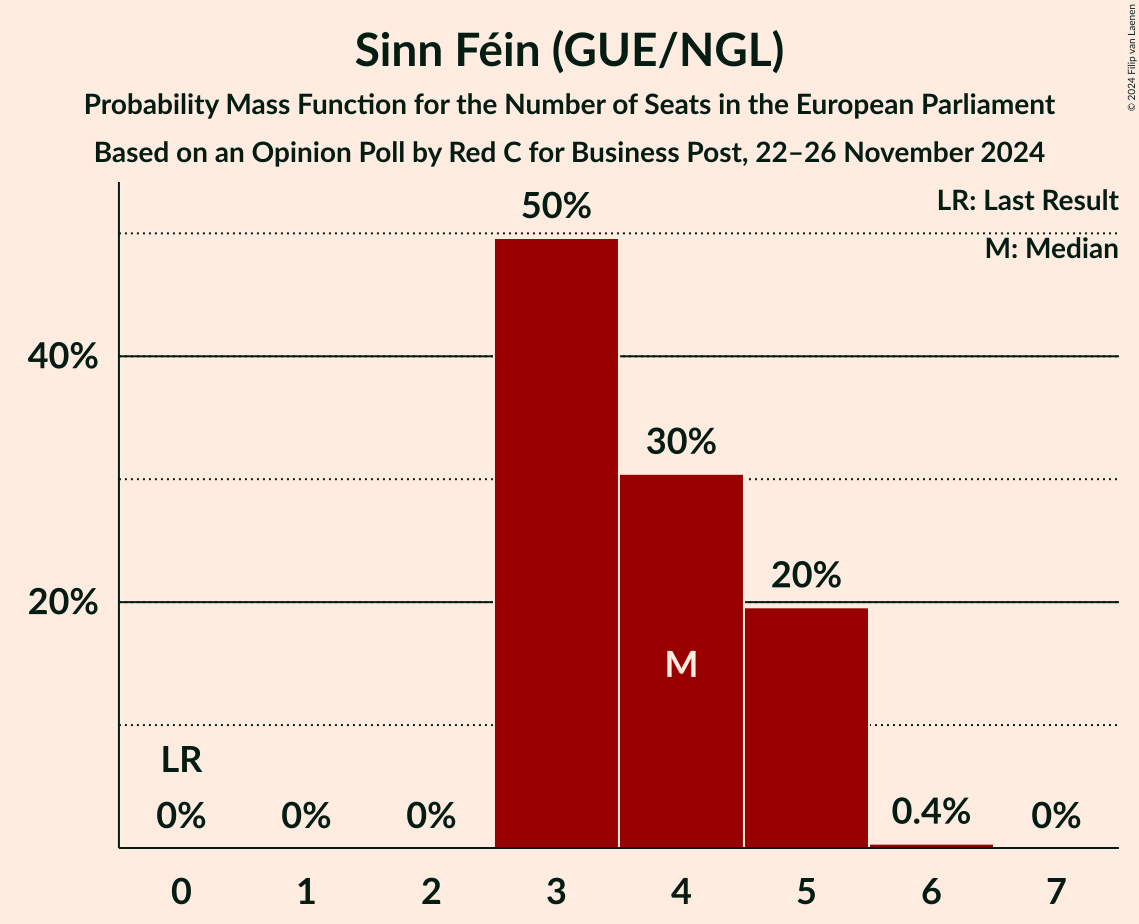 Sinn Féin (GUE/NGL)
Probability Mass Function for the Number of Seats in the European Parliament
Based on an Opinion Poll by Red C for Business Post, 22–26 November 2024
© 2024 Filip van Laenen
LR: Last Result
M: Median
50%
40%
30%
20%
20%
M
LR
0%
0%
0%
0.4%
0%
0
1
2
3
4
5
6
7